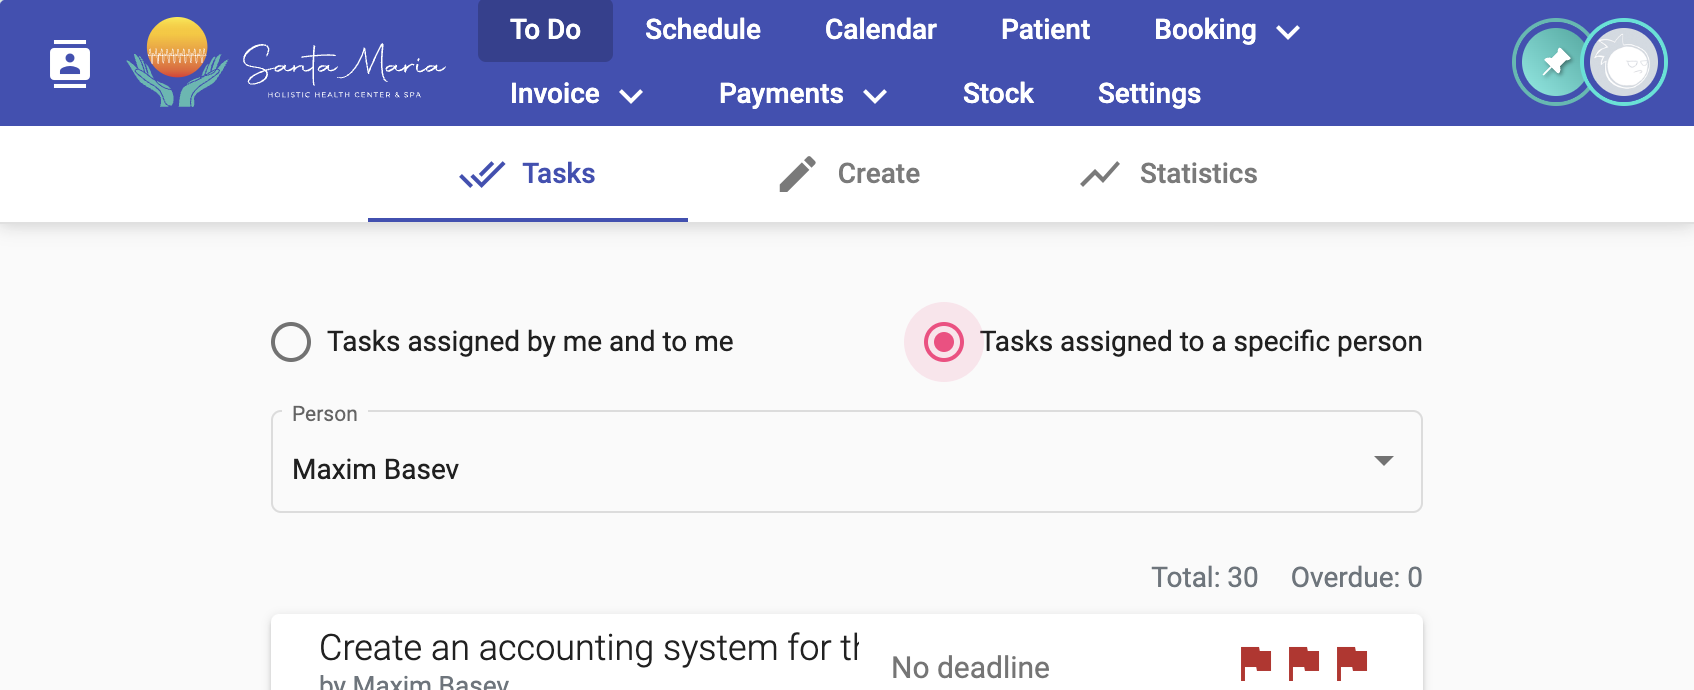 Santa Maria
HOLISTIC HEALTH CENTER & SPA
To Do Schedule Calendar Patient Booking
Invoice Payments Stock Settings
Tasks Create Statistics
Tasks assigned by me and to me Tasks assigned to a specific person
Person
Maxim Basev
Total: 30 Overdue: 0
Create an accounting system for th
No deadline
by Maxim Basev